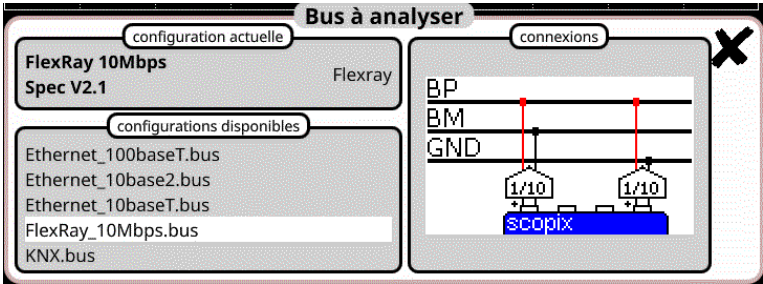 Bus à analyser
configuration actuelle
FlexRay 10Mbps
Spec V2.1
Flexray
configurations disponibles
Ethernet_100baseT.bus
Ethernet_10base2.bus
Ethernet_10baseT.bus
FlexRay_10Mbps.bus
KNX.bus
connexions
BP
BM
GND
1/10 1/10
scopix